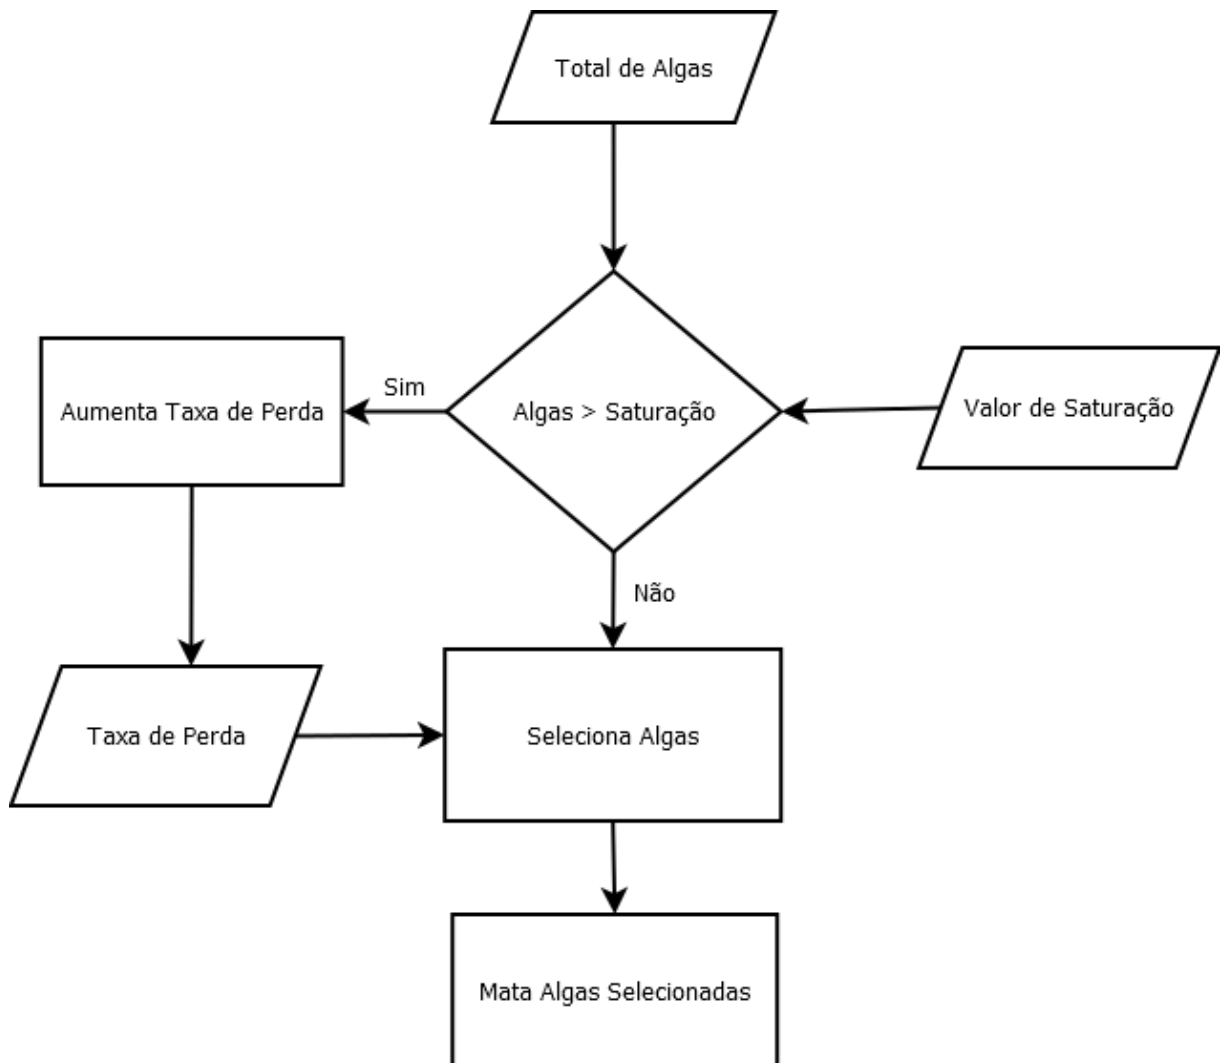 Total de Algas
Sim
Aumenta Taxa de Perda
Algas > Saturação
Valor de Saturação
Não
Taxa de Perda
Seleciona Algas
Mata Algas Selecionadas